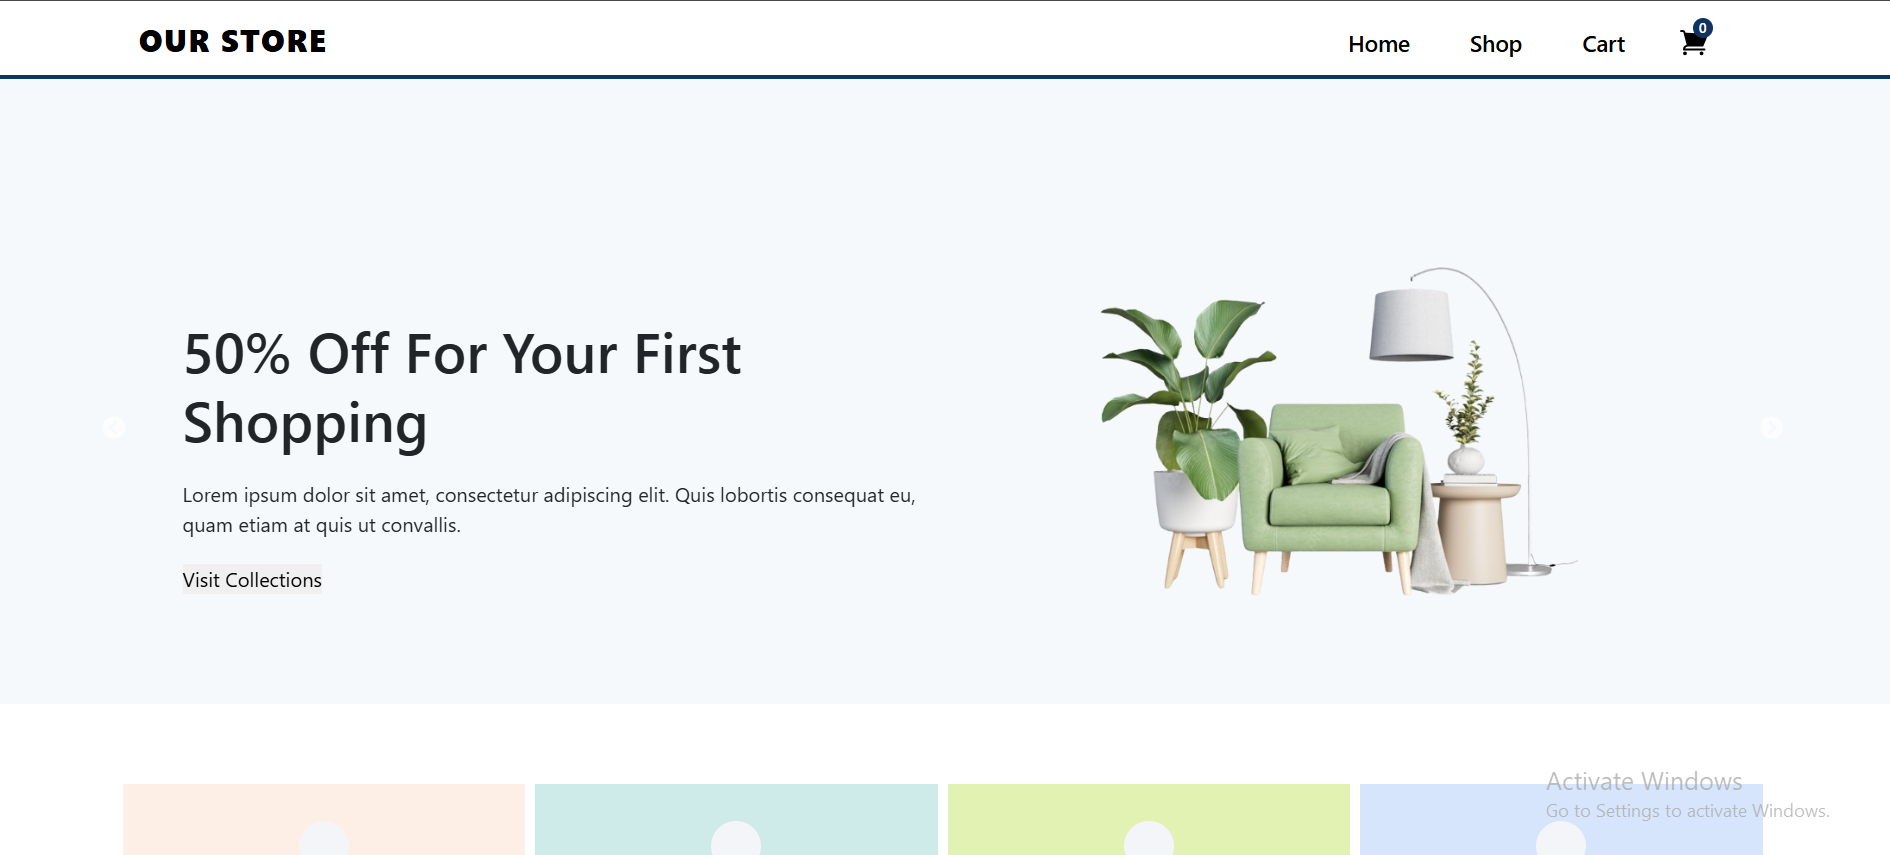 OUR STORE
Home
Shop
Cart
0
50% Off For Your First
Shopping
Lorem ipsum dolor sit amet, consectetur adipiscing elit. Quis lobortis consequat eu,
quam etiam at quis ut convallis.
Visit Collections
Activate Windows
Go to Settings to activate Windows.